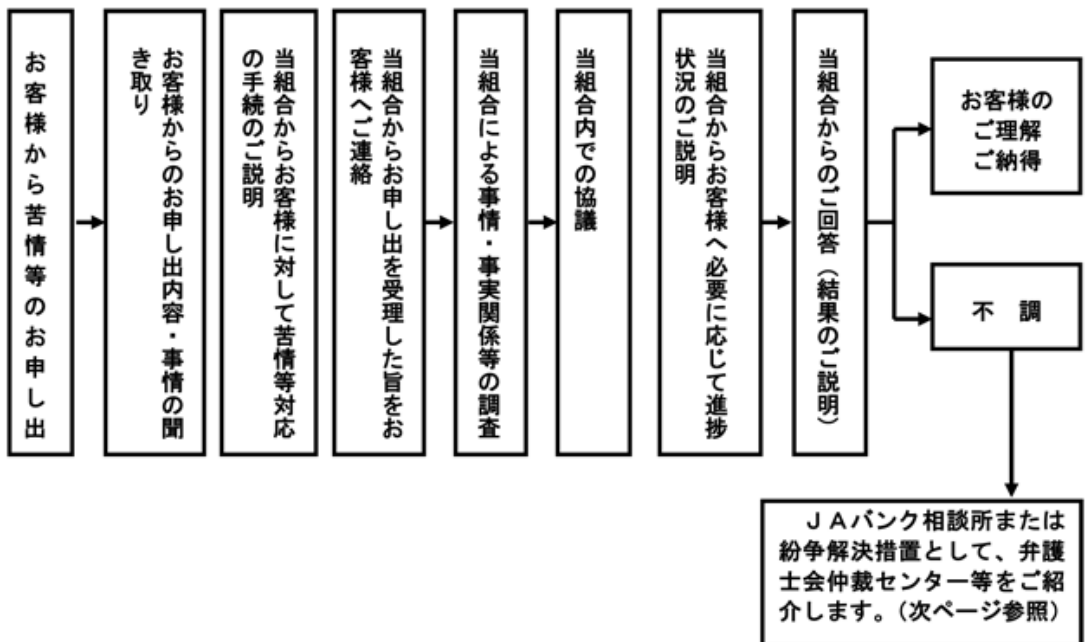 お客様から苦情等のお申し出
お客様からのお申し出内容・事情の聞
き取り
当組合からお客様に対して苦情等対応
の手続のご説明
当組合からお申し出を受理した旨をお
客様へご連絡
当組合による事情・事実関係等の調査
当組合内での協議
当組合からお客様へ必要に応じて進捗
状況のご説明
当組合からのご回答（結果のご説明）
お客様の
ご理解
ご納得
不　調
ＪＡバンク相談所または
紛争解決措置として、弁護
士会仲裁センター等をご紹
介します。（次ページ参照）